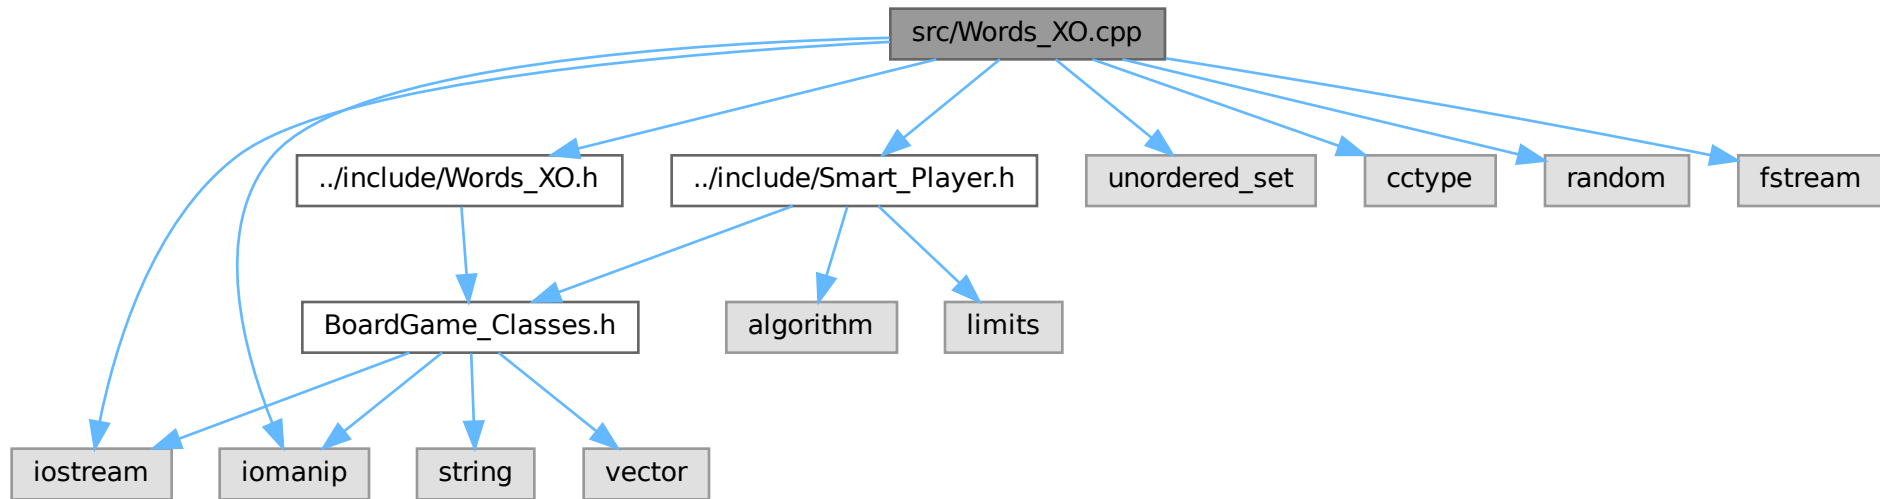 src/Words_XO.cpp
../include/Words_XO.h
../include/Smart_Player.h
unordered_set
cctype
random
fstream
BoardGame_Classes.h
algorithm
limits
iostream
iomanip
string
vector